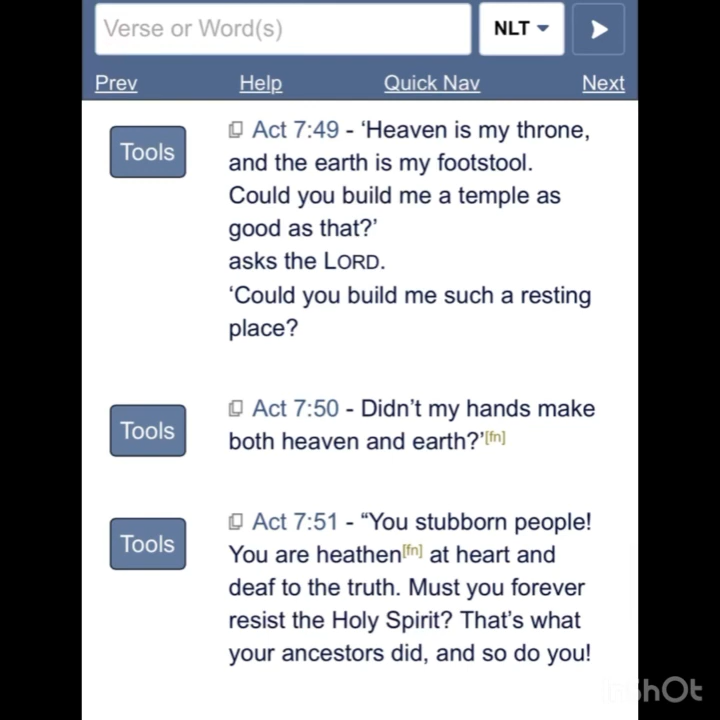 Verse or Word(s)
NLT
Prev Help Quick Nav Next
Tools
Act 7:49 - ‘Heaven is my throne,
and the earth is my footstool.
Could you build me a temple as
good as that?’
asks the LORD.
‘Could you build me such a resting
place?
Tools
Act 7:50 - Didn’t my hands make
both heaven and earth?’[fn]
Tools
Act 7:51 - “You stubborn people!
You are heathen[fn] at heart and
deaf to the truth. Must you forever
resist the Holy Spirit? That’s what
your ancestors did, and so do you!
InShOt